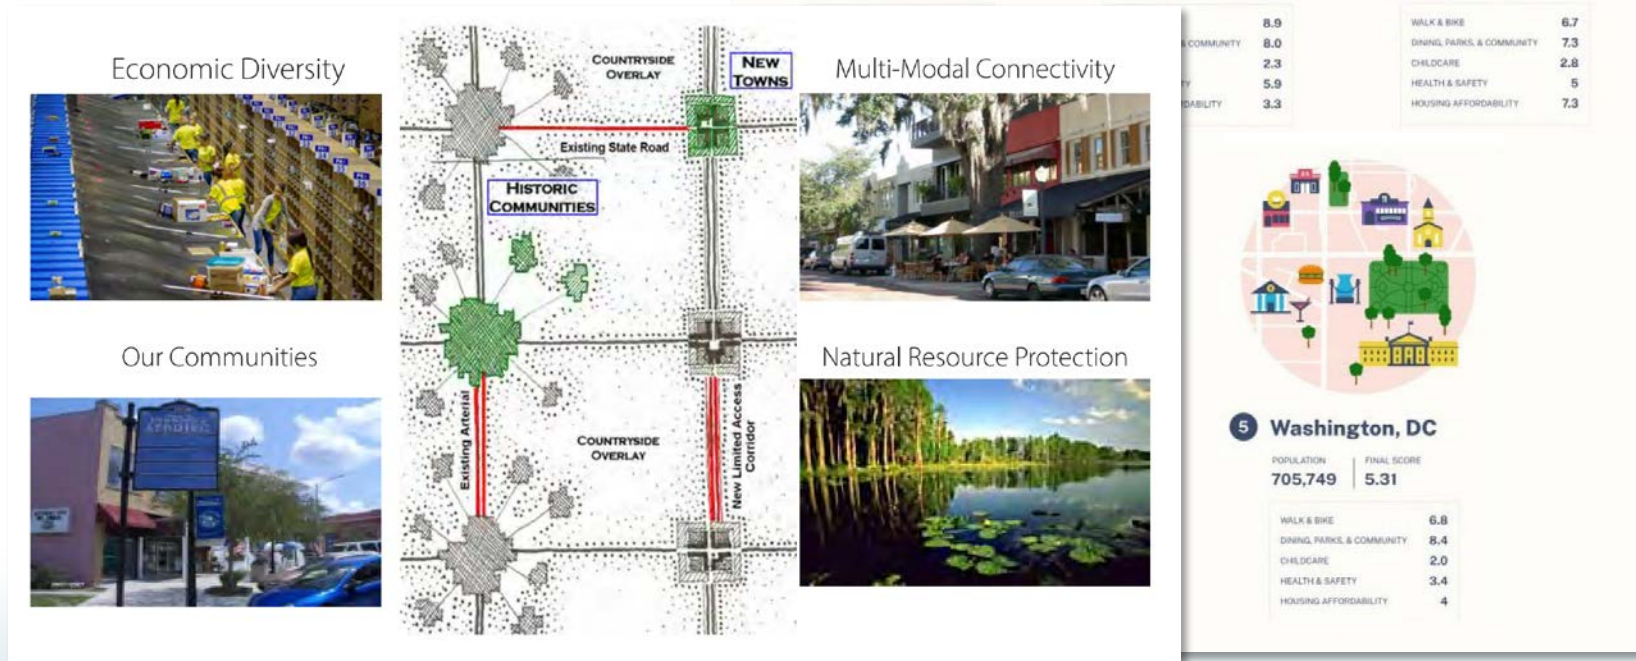 Economic Diversity
COUNTRYSIDE
OVERLAY
NEW
TOWNS
Existing State Road
HISTORIC
COMMUNITIES
Multi-Modal Connectivity
Our Communities
Existing Arterial
COUNTRYSIDE
OVERLAY
New Limited Access
Corridor
Natural Resource Protection
8.9
& COMMUNITY 8.0
2.3
TY 5.9
DABILITY 3.3
WALK & BIKE 6.7
DINING, PARKS, & COMMUNITY 7.3
CHILDCARE 2.8
HEALTH & SAFETY 5
HOUSING AFFORDABILITY 7.3
5 Washington, DC
POPULATION FINAL SCORE
705,749 5.31
WALK & BIKE 6.8
DINING, PARKS, & COMMUNITY 8.4
CHILDCARE 2.0
HEALTH & SAFETY 3.4
HOUSING AFFORDABILITY 4